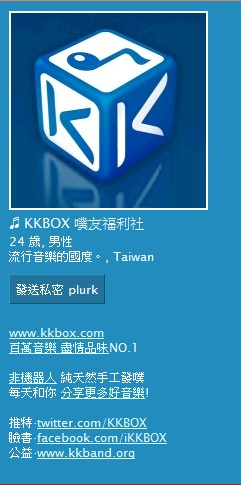 ♫ KKBOX 噗友福利社
24 歲, 男性
流行音樂的國度。, Taiwan
發送私密 plurk
www.kkbox.com
百萬音樂 盡情品味NO.1
非機器人 純天然手工發噗
每天和你 分享更多好音樂!
推特-twitter.com/KKBOX
臉書-facebook.com/iKKBOX
公益-www.kkband.org